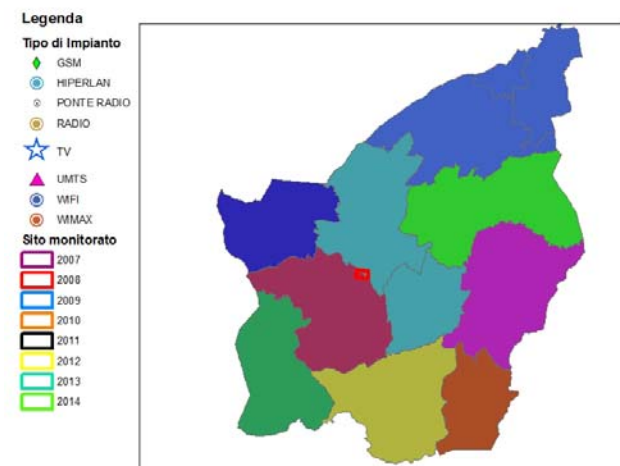 Legenda
Tipo di Impianto
GSM
HIPERLAN
PONTE RADIO
RADIO
TV
UMTS
WIFI
WIMAX
Sito monitorato
2007
2008
2009
2010
2011
2012
2013
2014